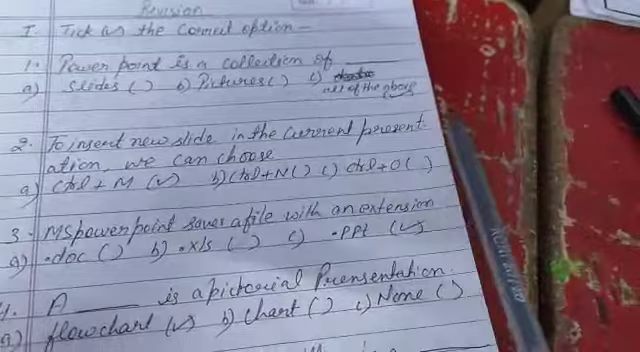 Revision
I. Tick (✓) the correct option—
1. Power point is a collection of ____
a) Slides ( ) b) Pictures ( ) c) all of the above
2. To insert new slide in the current present-
ation, we can choose
a) Ctrl + M (✓) b) Ctrl+N ( ) c) Ctrl+O ( )
3. MS powerpoint saves a file with an extension
a) .doc ( ) b) .xls ( ) c) .PPt (✓)
4. A ____ is a pictorial Preensentation.
a) flowchart (✓) b) Chart ( ) c) None ( )